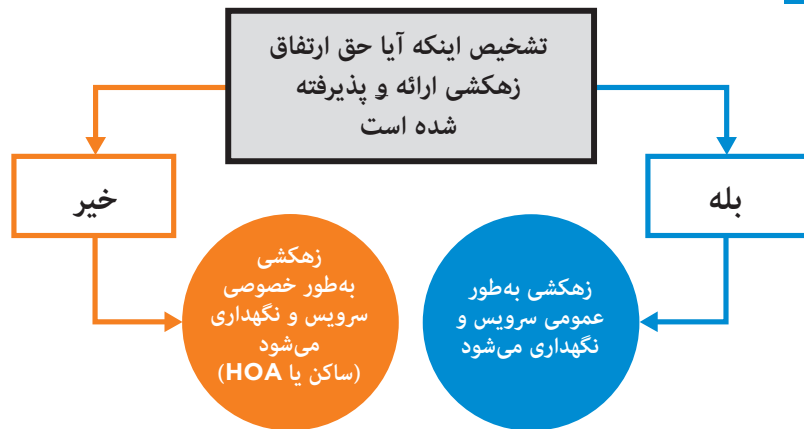 تشخیص اینکه آیا حق ارتفاق
زهکشی ارائه و پذیرفته
شده است
بله
خیر
زهکشی به‌طور
عمومی سرویس و
نگهداری می‌شود
زهکشی
به‌طور خصوصی
سرویس و نگهداری
می‌شود
(ساکن یا HOA)